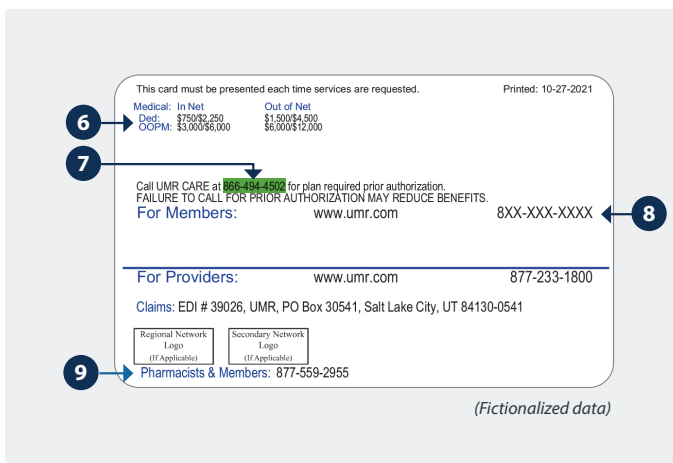 This card must be presented each time services are requested. Printed: 10-27-2021
Medical: In Net Out of Net
6 Ded: $750/$2,250 $1,500/$4,500
OOPM: $3,000/$6,000 $6,000/$12,000
7
Call UMR CARE at 866-494-4502 for plan required prior authorization.
FAILURE TO CALL FOR PRIOR AUTHORIZATION MAY REDUCE BENEFITS.
For Members: www.umr.com 8XX-XXX-XXXX 8
For Providers: www.umr.com 877-233-1800
Claims: EDI # 39026, UMR, PO Box 30541, Salt Lake City, UT 84130-0541
Regional Network Secondary Network
Logo Logo
(If Applicable) (If Applicable)
9 Pharmacists & Members: 877-559-2955
(Fictionalized data)